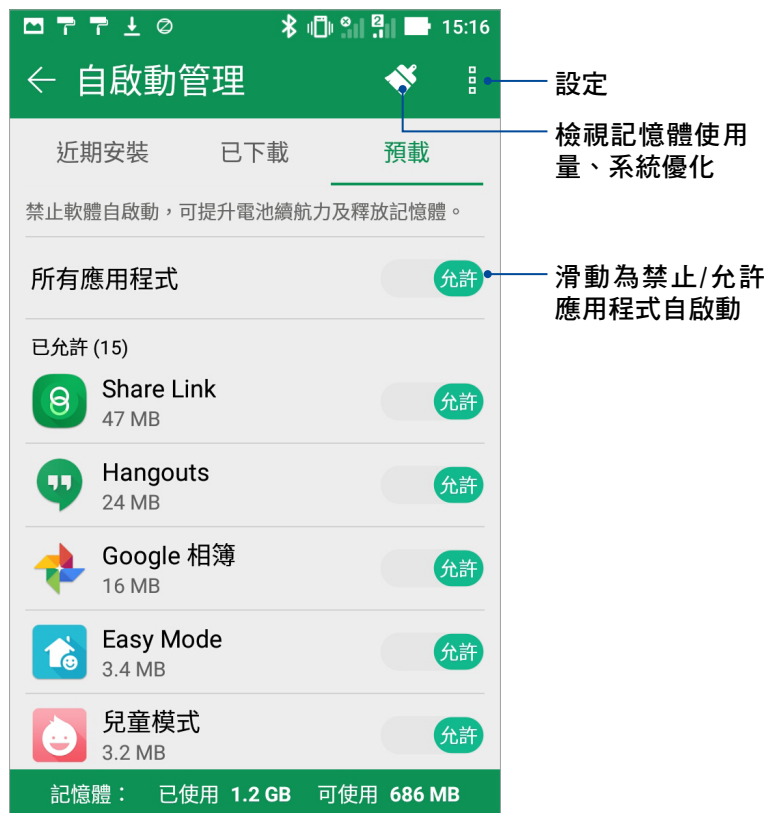 2
15:16
自啟動管理
設定
檢視記憶體使用
量、系統優化
近期安裝 已下載 預載
禁止軟體自啟動，可提升電池續航力及釋放記憶體。
所有應用程式 允許
滑動為禁止/允許
應用程式自啟動
已允許 (15)
Share Link
47 MB
允許
Hangouts
24 MB
允許
Google 相簿
16 MB
允許
Easy Mode
3.4 MB
允許
兒童模式
3.2 MB
允許
記憶體： 已使用 1.2 GB 可使用 686 MB